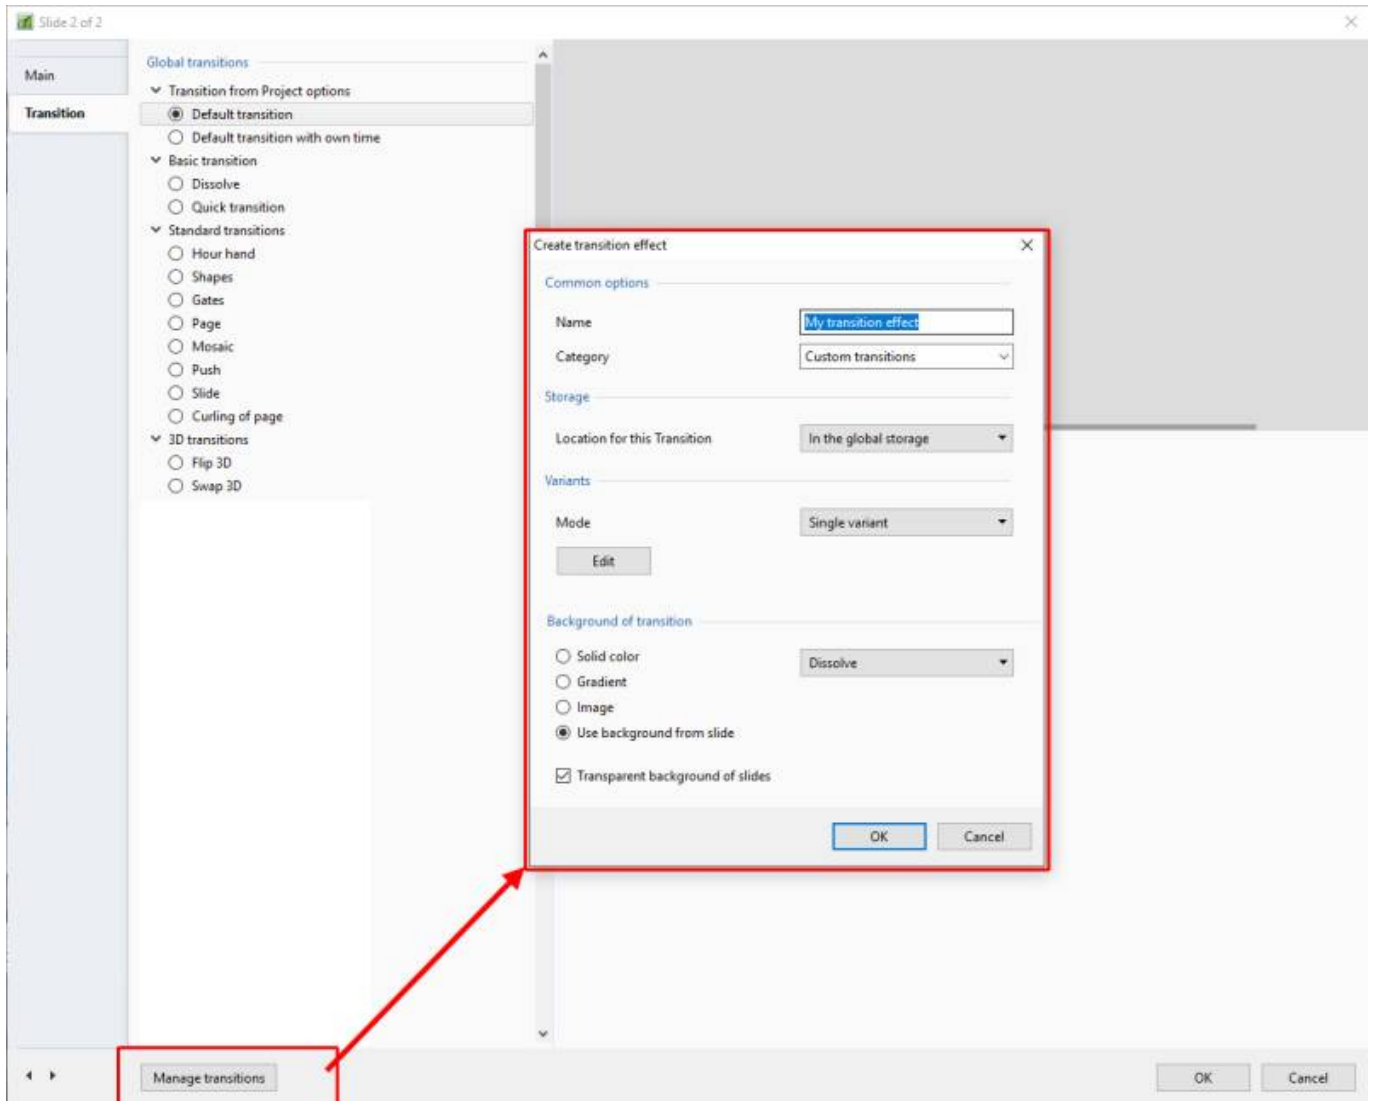 Slide 2 of 2
Main
Transition
Global transitions
Transition from Project options
Default transition
Default transition with own time
Basic transition
Dissolve
Quick transition
Standard transitions
Hour hand
Shapes
Gates
Page
Mosaic
Push
Slide
Curling of page
3D transitions
Flip 3D
Swap 3D
Create transition effect
Common options
Name My transition effect
Category Custom transitions
Storage
Location for this Transition In the global storage
Variants
Mode Single variant
Edit
Background of transition
Solid color Dissolve
Gradient
Image
Use background from slide
Transparent background of slides
OK Cancel
Manage transitions OK Cancel